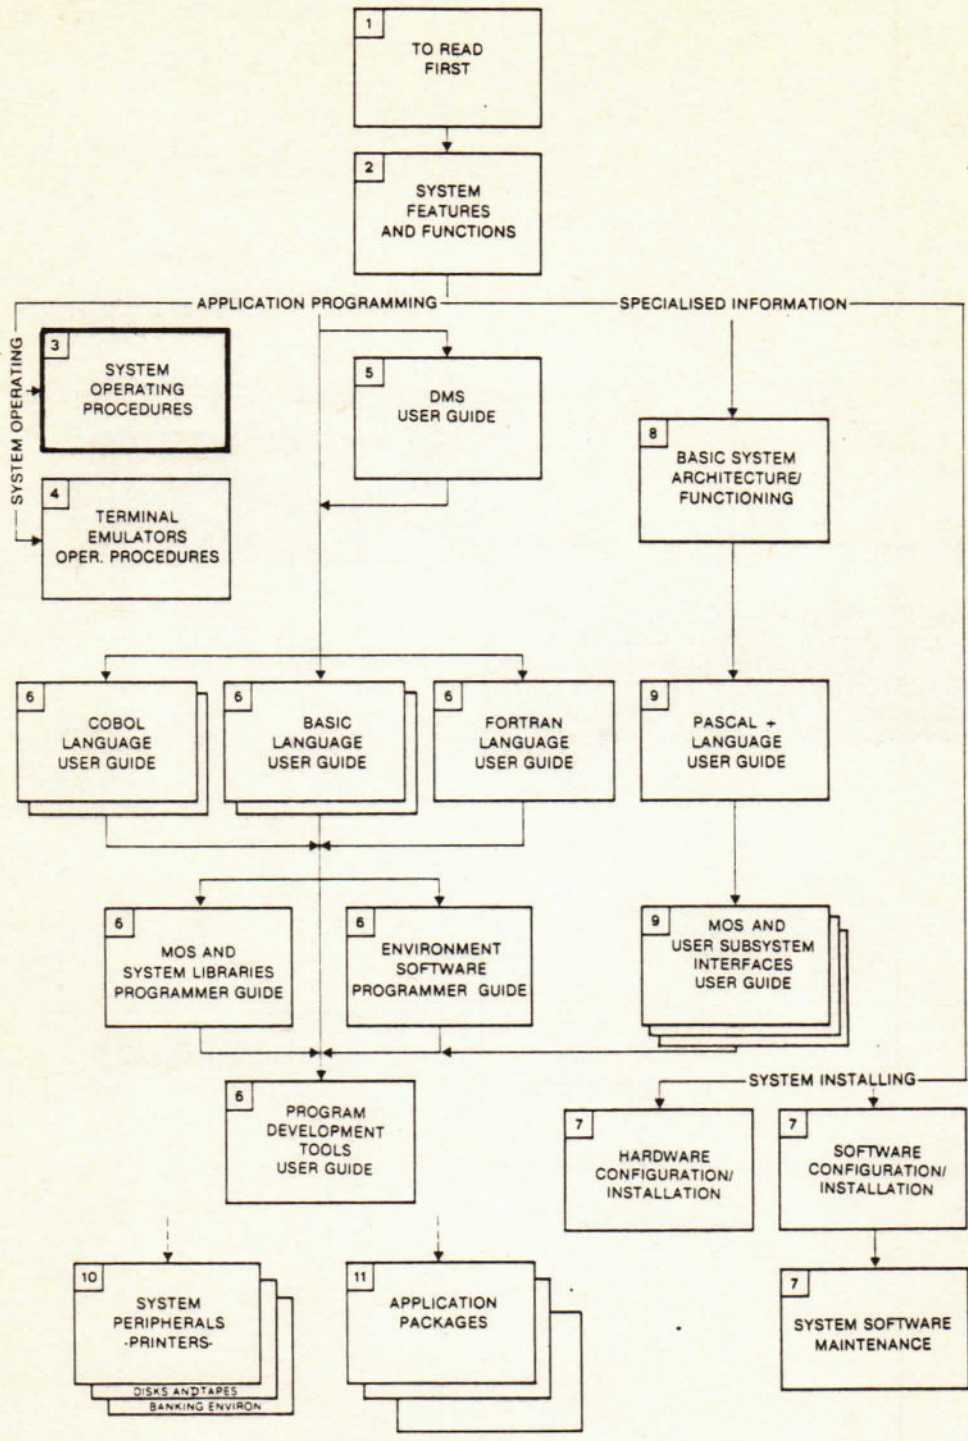 1
TO READ
FIRST
2
SYSTEM
FEATURES
AND FUNCTIONS
APPLICATION PROGRAMMING
SPECIALISED INFORMATION
SYSTEM OPERATING
3
SYSTEM
OPERATING
PROCEDURES
4
TERMINAL
EMULATORS
OPER. PROCEDURES
5
DMS
USER GUIDE
8
BASIC SYSTEM
ARCHITECTURE/
FUNCTIONING
6
COBOL
LANGUAGE
USER GUIDE
6
BASIC
LANGUAGE
USER GUIDE
6
FORTRAN
LANGUAGE
USER GUIDE
9
PASCAL +
LANGUAGE
USER GUIDE
6
MOS AND
SYSTEM LIBRARIES
PROGRAMMER GUIDE
6
ENVIRONMENT
SOFTWARE
PROGRAMMER GUIDE
9
MOS AND
USER SUBSYSTEM
INTERFACES
USER GUIDE
6
PROGRAM
DEVELOPMENT
TOOLS
USER GUIDE
SYSTEM INSTALLING
7
HARDWARE
CONFIGURATION/
INSTALLATION
7
SOFTWARE
CONFIGURATION/
INSTALLATION
10
SYSTEM
PERIPHERALS
-PRINTERS-
DISKS AND TAPES
BANKING ENVIRON
11
APPLICATION
PACKAGES
7
SYSTEM SOFTWARE
MAINTENANCE